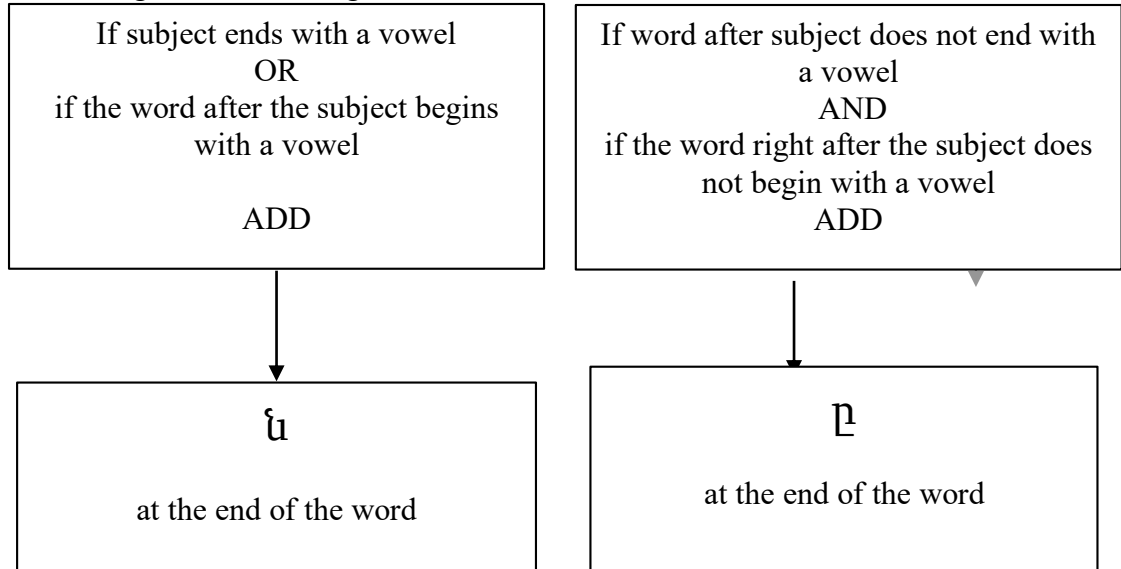 If subject ends with a vowel
OR
if the word after the subject begins
with a vowel
ADD
If word after subject does not end with
a vowel
AND
if the word right after the subject does
not begin with a vowel
ADD
ն
at the end of the word
ը
at the end of the word